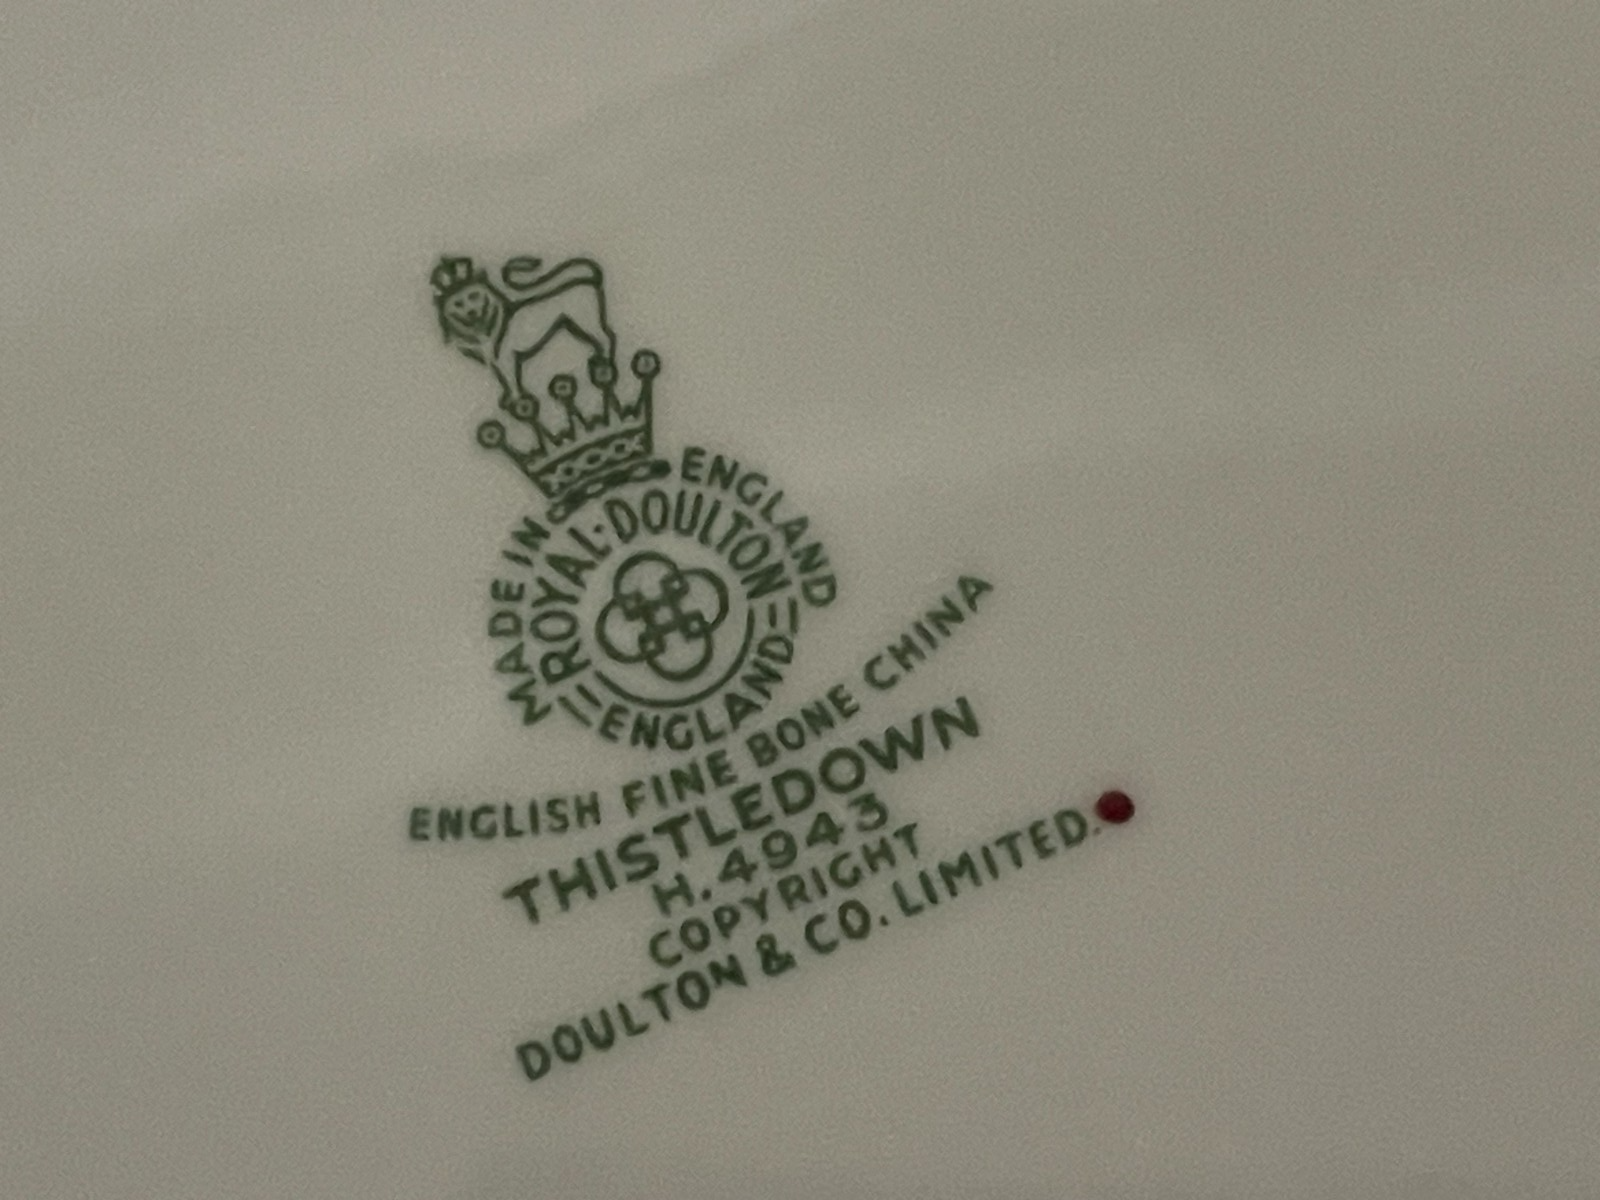 MADE IN ENGLAND
ROYAL·DOULTON
ENGLAND
ENGLISH FINE BONE CHINA
THISTLEDOWN
H.4943
COPYRIGHT
DOULTON & CO. LIMITED.